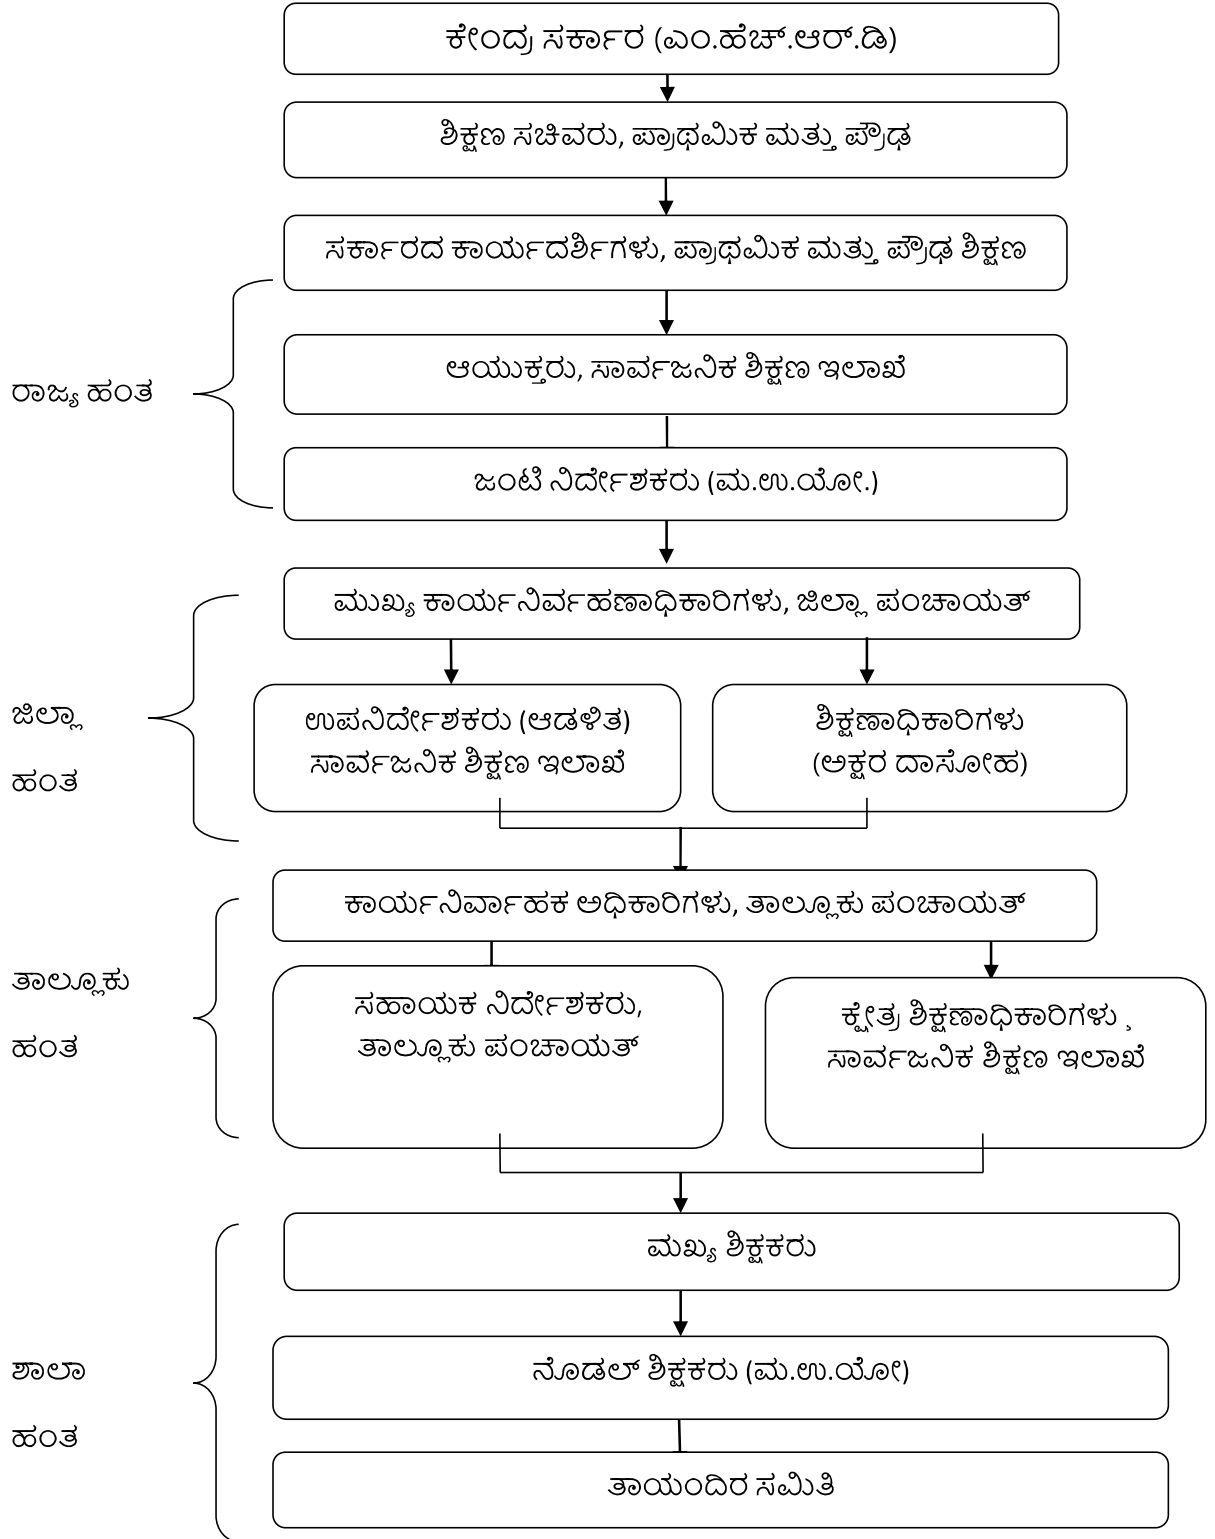 ಕೇಂದ್ರ ಸರ್ಕಾರ (ಎಂ.ಹೆಚ್.ಆರ್.ಡಿ)
ಶಿಕ್ಷಣ ಸಚಿವರು, ಪ್ರಾಥಮಿಕ ಮತ್ತು ಪ್ರೌಢ
ಸರ್ಕಾರದ ಕಾರ್ಯದರ್ಶಿಗಳು, ಪ್ರಾಥಮಿಕ ಮತ್ತು ಪ್ರೌಢ ಶಿಕ್ಷಣ
ರಾಜ್ಯ ಹಂತ
ಆಯುಕ್ತರು, ಸಾರ್ವಜನಿಕ ಶಿಕ್ಷಣ ಇಲಾಖೆ
ಜಂಟಿ ನಿರ್ದೇಶಕರು (ಮ.ಉ.ಯೋ.)
ಮುಖ್ಯ ಕಾರ್ಯನಿರ್ವಹಣಾಧಿಕಾರಿಗಳು, ಜಿಲ್ಲಾ ಪಂಚಾಯತ್
ಜಿಲ್ಲಾ
ಹಂತ
ಉಪನಿರ್ದೇಶಕರು (ಆಡಳಿತ)
ಸಾರ್ವಜನಿಕ ಶಿಕ್ಷಣ ಇಲಾಖೆ
ಶಿಕ್ಷಣಾಧಿಕಾರಿಗಳು
(ಅಕ್ಷರ ದಾಸೋಹ)
ಕಾರ್ಯನಿರ್ವಾಹಕ ಅಧಿಕಾರಿಗಳು, ತಾಲ್ಲೂಕು ಪಂಚಾಯತ್
ತಾಲ್ಲೂಕು
ಹಂತ
ಸಹಾಯಕ ನಿರ್ದೇಶಕರು,
ತಾಲ್ಲೂಕು ಪಂಚಾಯತ್
ಕ್ಷೇತ್ರ ಶಿಕ್ಷಣಾಧಿಕಾರಿಗಳು ¸
ಸಾರ್ವಜನಿಕ ಶಿಕ್ಷಣ ಇಲಾಖೆ
ಮಖ್ಯ ಶಿಕ್ಷಕರು
ಶಾಲಾ
ಹಂತ
ನೊಡಲ್ ಶಿಕ್ಷಕರು (ಮ.ಉ.ಯೋ)
ತಾಯಂದಿರ ಸಮಿತಿ